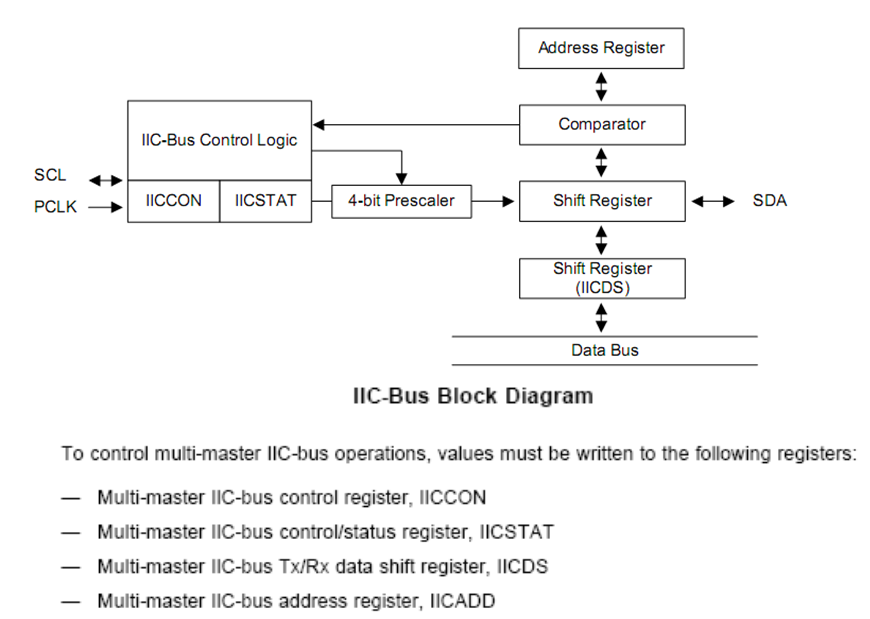 Address Register
Comparator
IIC-Bus Control Logic
SCL
PCLK
IICCON
IICSTAT
4-bit Prescaler
Shift Register
SDA
Shift Register
(IICDS)
Data Bus
IIC-Bus Block Diagram
To control multi-master IIC-bus operations, values must be written to the following registers:
— Multi-master IIC-bus control register, IICCON
— Multi-master IIC-bus control/status register, IICSTAT
— Multi-master IIC-bus Tx/Rx data shift register, IICDS
— Multi-master IIC-bus address register, IICADD